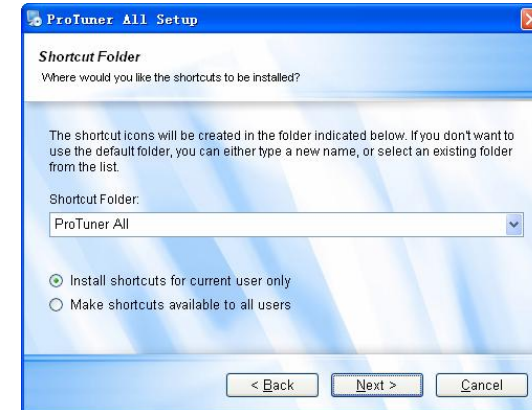 ProTuner All Setup
Shortcut Folder
Where would you like the shortcuts to be installed?
The shortcut icons will be created in the folder indicated below. If you don't want to
use the default folder, you can either type a new name, or select an existing folder
from the list.
Shortcut Folder:
ProTuner All
Install shortcuts for current user only
Make shortcuts available to all users
< Back
Next >
Cancel